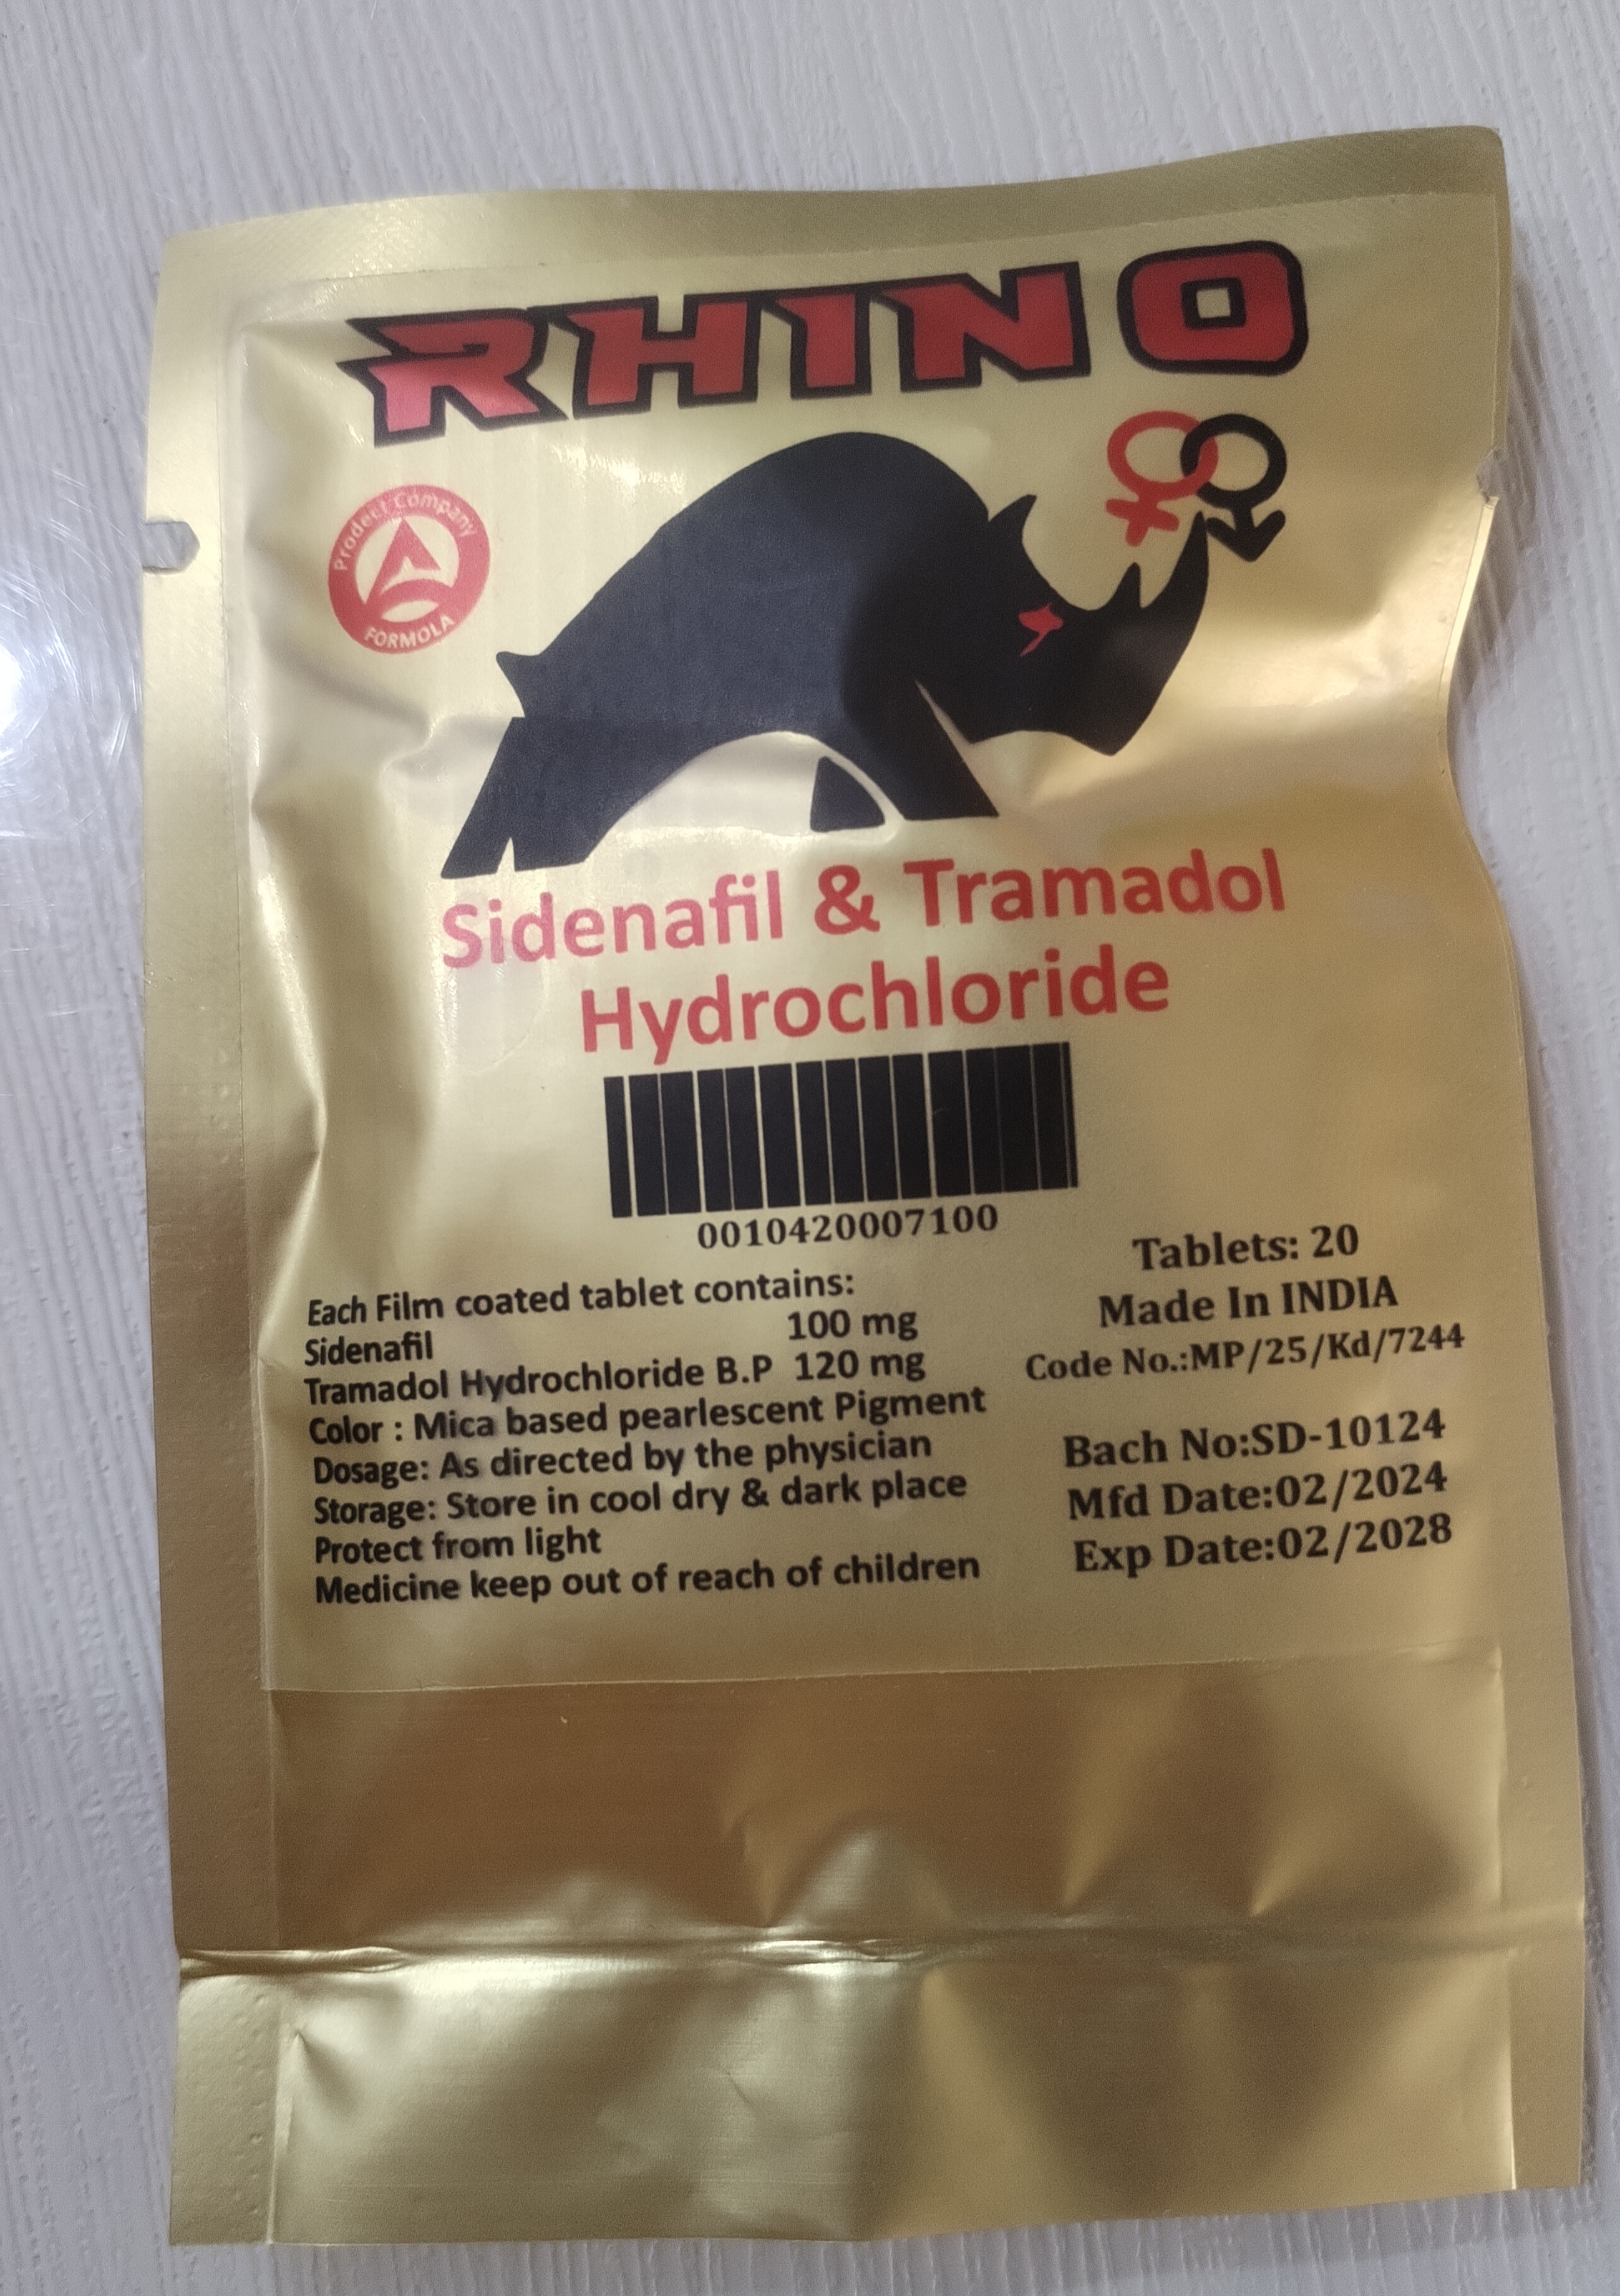 RHINO
Prodect Company
FORMOLA
Sidenafil & Tramadol
Hydrochloride
0010420007100
Each Film coated tablet contains:
Sidenafil 100 mg
Tramadol Hydrochloride B.P 120 mg
Color : Mica based pearlescent Pigment
Dosage: As directed by the physician
Storage: Store in cool dry & dark place
Protect from light
Medicine keep out of reach of children
Tablets: 20
Made In INDIA
Code No.:MP/25/Kd/7244
Bach No:SD-10124
Mfd Date:02/2024
Exp Date:02/2028